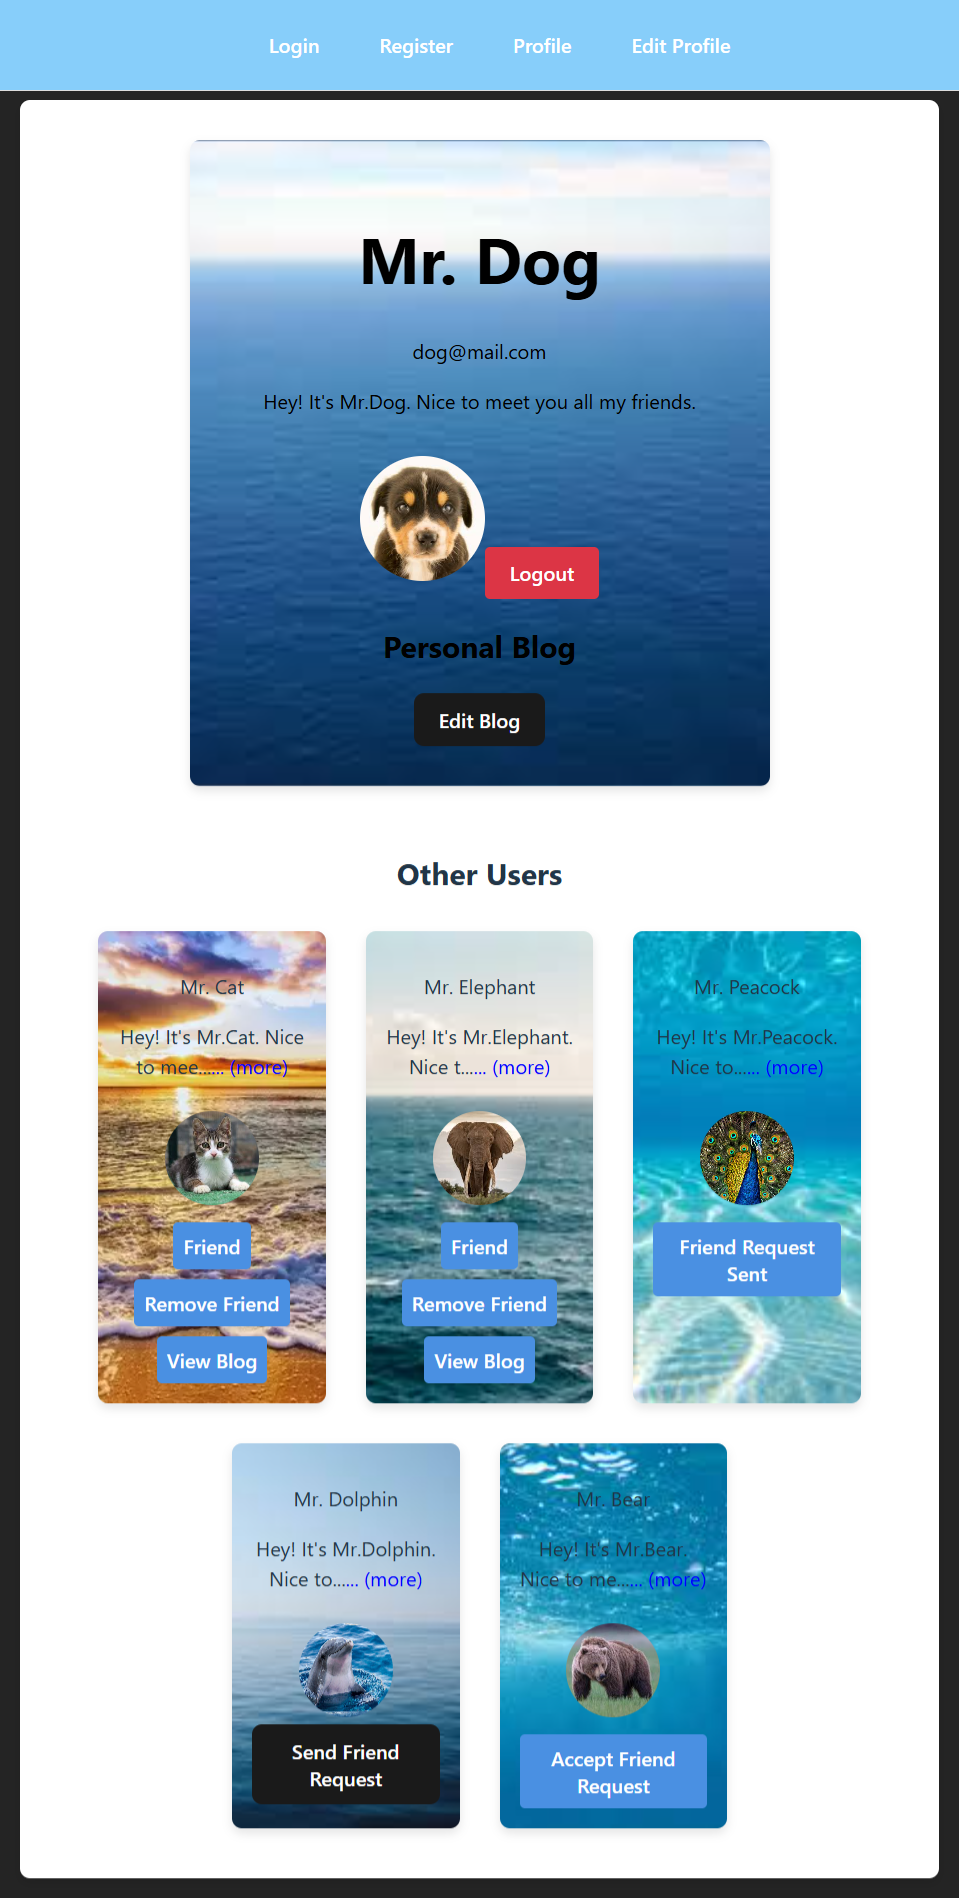 Login Register Profile Edit Profile
Mr. Dog
dog@mail.com
Hey! It's Mr.Dog. Nice to meet you all my friends.
Logout
Personal Blog
Edit Blog
Other Users
Mr. Cat
Hey! It's Mr.Cat. Nice
to mee...... (more)
Friend
Remove Friend
View Blog
Mr. Elephant
Hey! It's Mr.Elephant.
Nice t...... (more)
Friend
Remove Friend
View Blog
Mr. Peacock
Hey! It's Mr.Peacock.
Nice to...... (more)
Friend Request
Sent
Mr. Dolphin
Hey! It's Mr.Dolphin.
Nice to...... (more)
Send Friend
Request
Mr. Bear
Hey! It's Mr.Bear.
Nice to me...... (more)
Accept Friend
Request